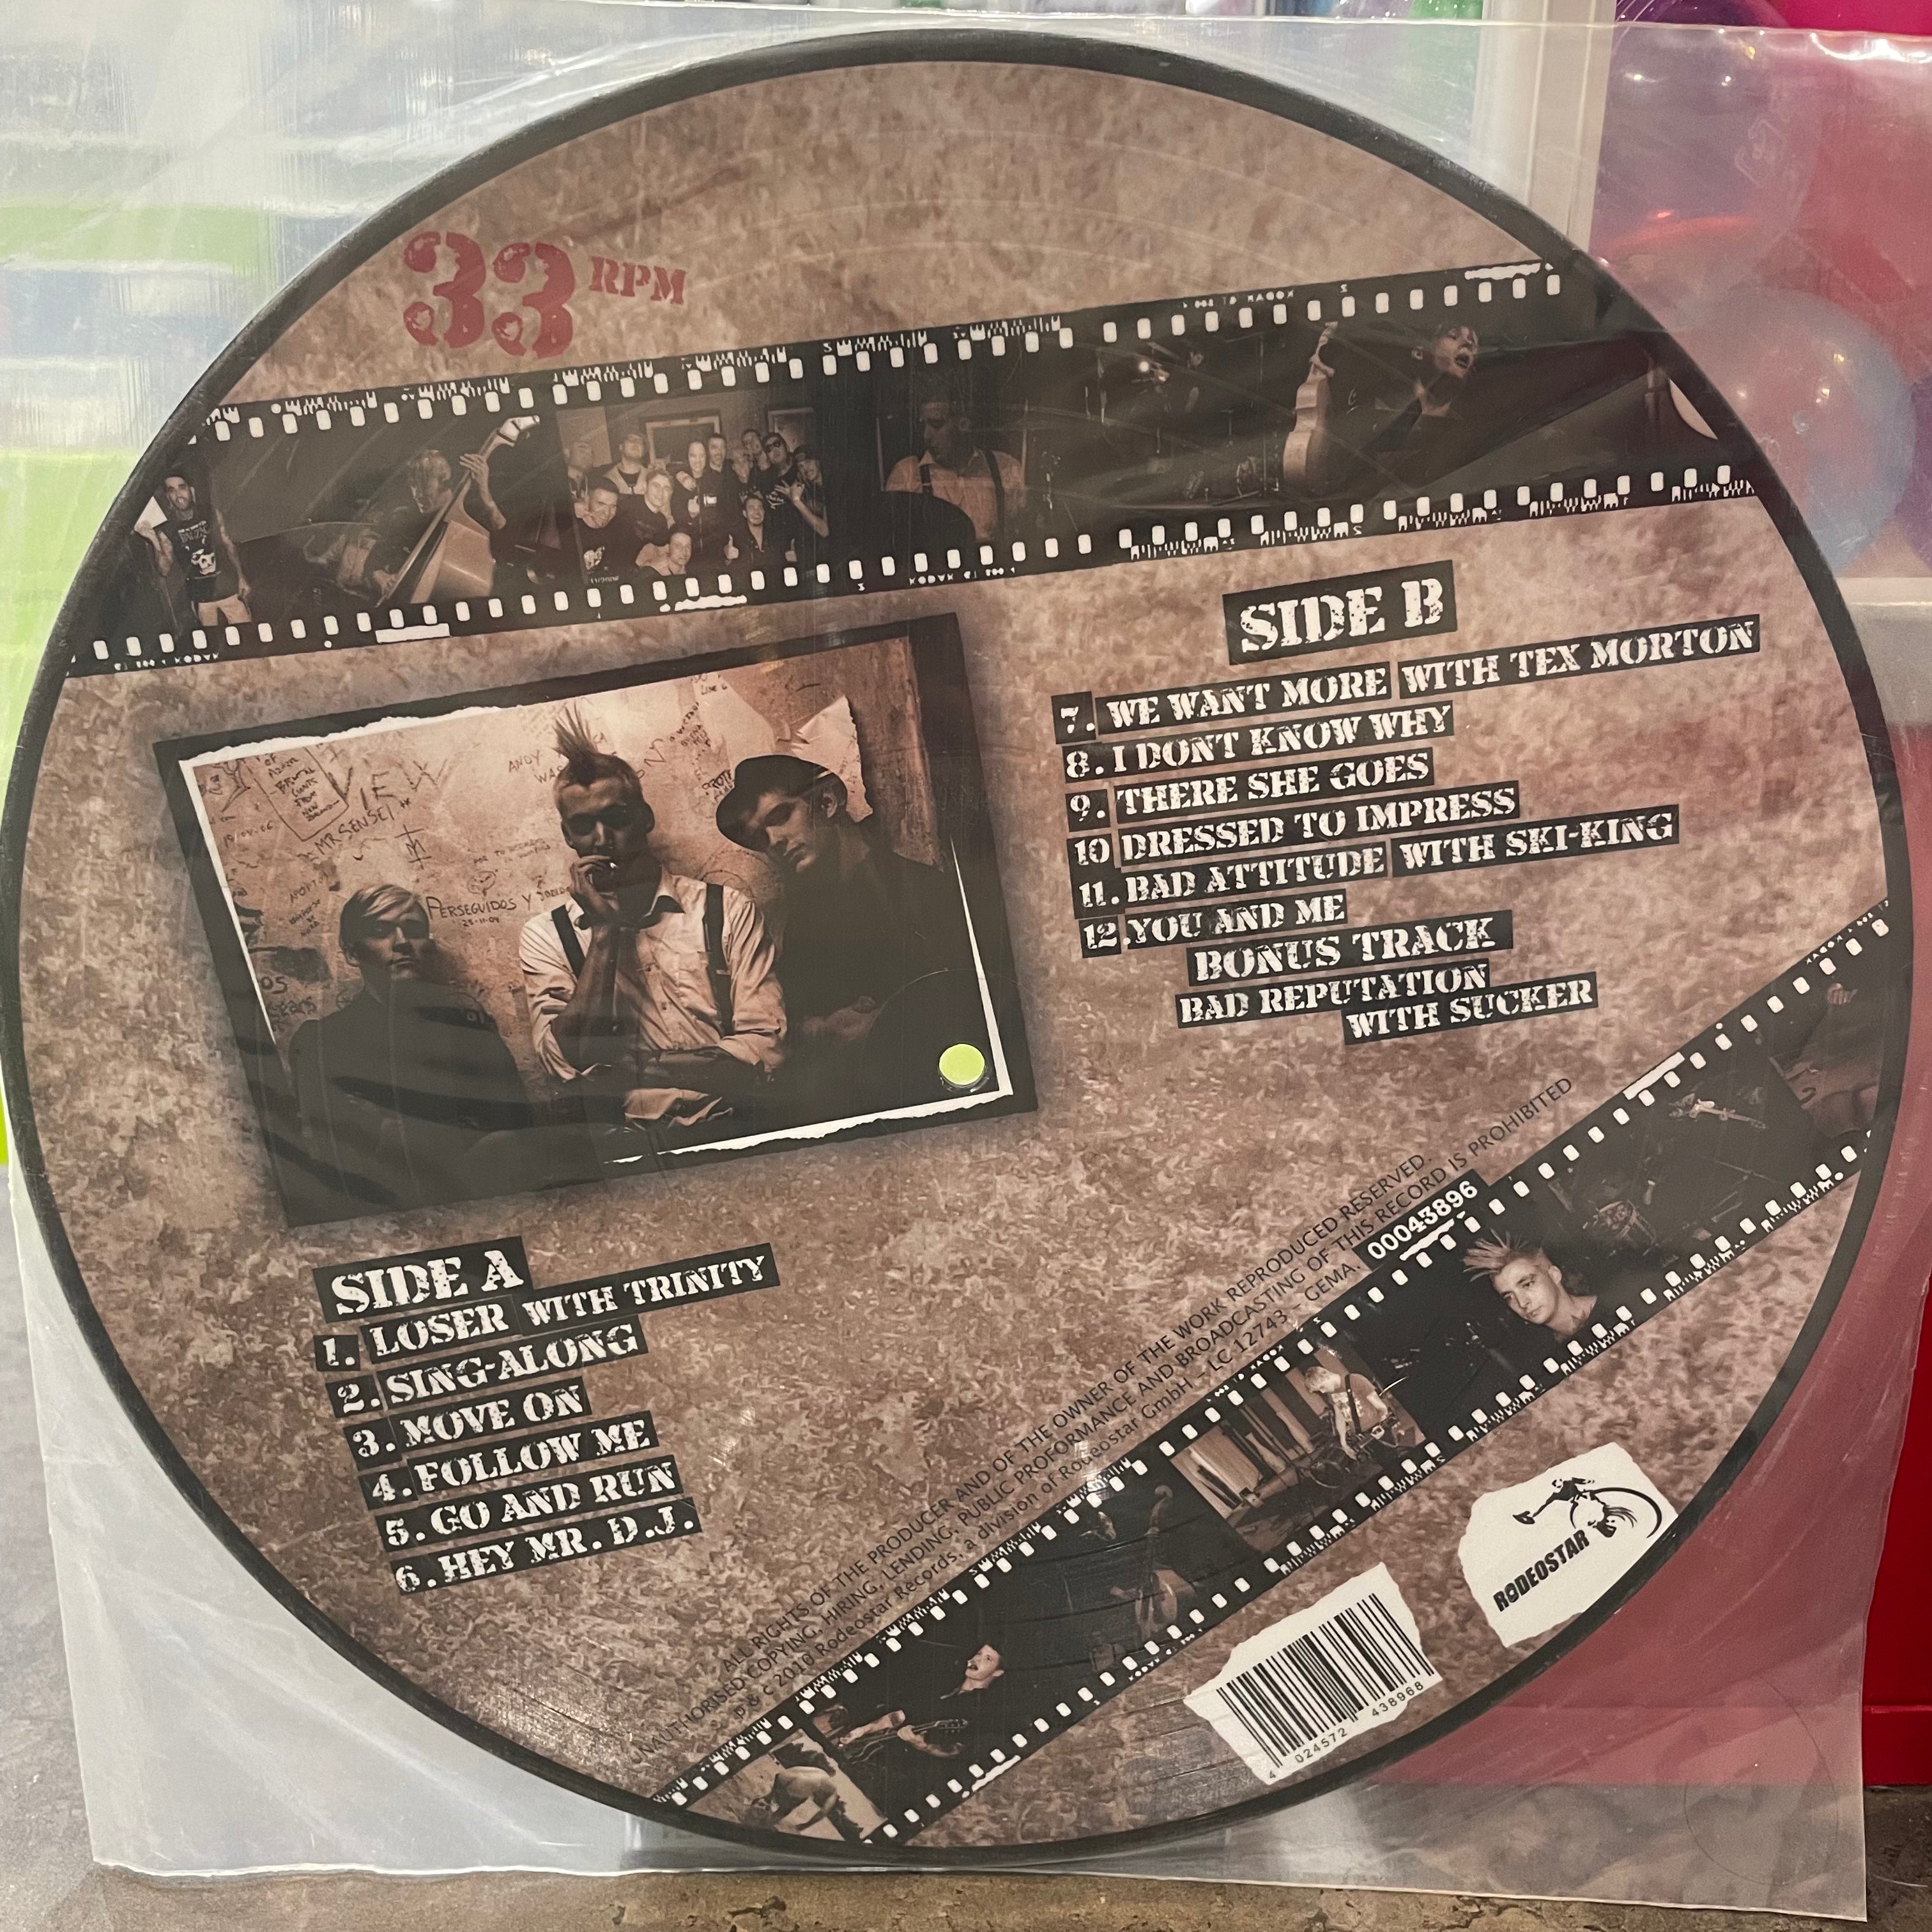 33 RPM
VIEW
MR SENSEI
PERSEGUIDOS Y
SIDE B
7. WE WANT MORE WITH TEX MORTON
8. I DONT KNOW WHY
9. THERE SHE GOES
10 DRESSED TO IMPRESS
11. BAD ATTITUDE WITH SKI-KING
12. YOU AND ME
BONUS TRACK
BAD REPUTATION
WITH SUCKER
SIDE A
1. LOSER WITH TRINITY
2. SING-ALONG
3. MOVE ON
4. FOLLOW ME
5. GO AND RUN
6. HEY MR. D.J.
ALL RIGHTS OF THE PRODUCER AND OF THE OWNER OF THE WORK REPRODUCED RESERVED.
UNAUTHORISED COPYING, HIRING, LENDING, PUBLIC PROFORMANCE AND BROADCASTING OF THIS RECORD IS PROHIBITED
P & C 2010 Rodeostar Records, a division of Rodeostar GmbH - LC 12743 - GEMA.
00043896
RODEOSTAR
4 024572 438968